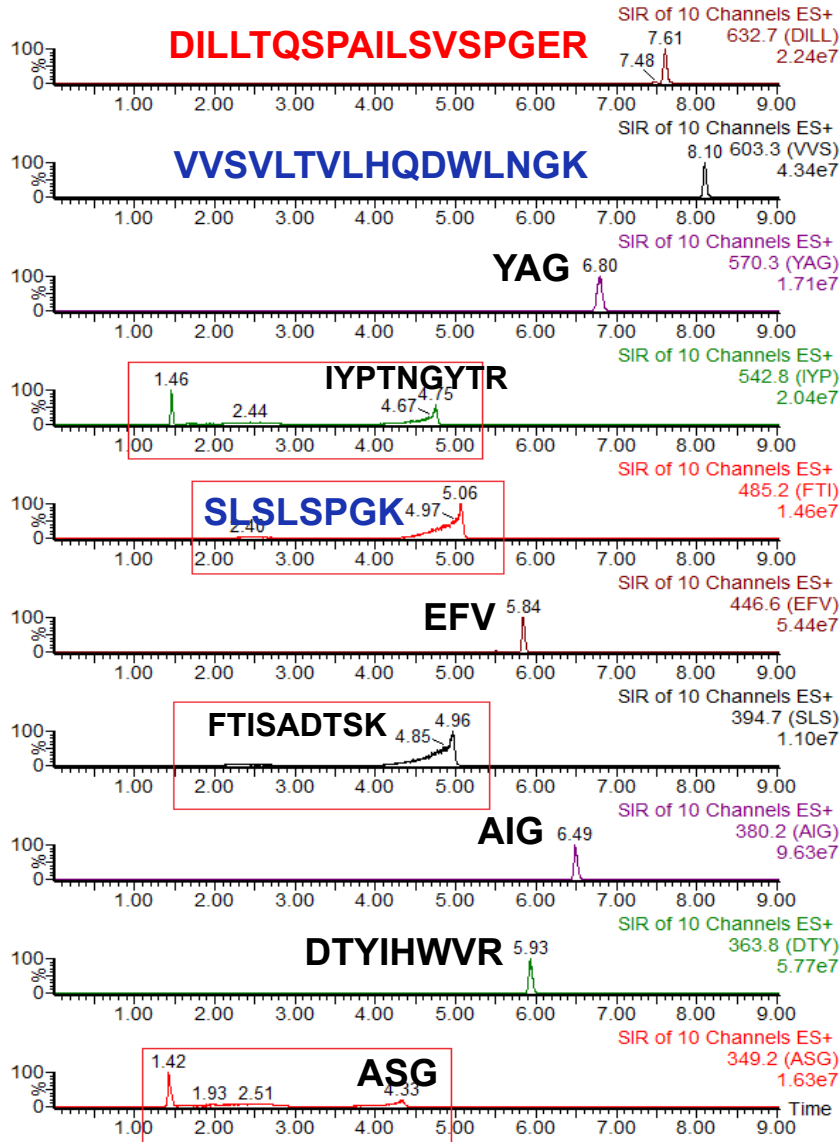 SIR of 10 Channels ES+
632.7 (DILL)
2.24e7
DILLTQSPAILSVSPGER
7.61
7.48
100
%
0
1.00 2.00 3.00 4.00 5.00 6.00 7.00 8.00 9.00
SIR of 10 Channels ES+
603.3 (VVS)
4.34e7
VVSVLTVLHQDWLNGK
8.10
100
%
0
1.00 2.00 3.00 4.00 5.00 6.00 7.00 8.00 9.00
SIR of 10 Channels ES+
570.3 (YAG)
1.71e7
YAG
6.80
100
%
0
1.00 2.00 3.00 4.00 5.00 6.00 7.00 8.00 9.00
SIR of 10 Channels ES+
542.8 (IYP)
2.04e7
IYPTNGYTR
1.46
2.44
4.67
4.75
100
%
0
1.00 2.00 3.00 4.00 5.00 6.00 7.00 8.00 9.00
SIR of 10 Channels ES+
485.2 (FTI)
1.46e7
SLSLSPGK
2.40
4.97
5.06
100
%
0
1.00 2.00 3.00 4.00 5.00 6.00 7.00 8.00 9.00
SIR of 10 Channels ES+
446.6 (EFV)
5.44e7
EFV
5.84
100
%
0
1.00 2.00 3.00 4.00 5.00 6.00 7.00 8.00 9.00
SIR of 10 Channels ES+
394.7 (SLS)
1.10e7
FTISADTSK
4.85
4.96
100
%
0
1.00 2.00 3.00 4.00 5.00 6.00 7.00 8.00 9.00
SIR of 10 Channels ES+
380.2 (AIG)
9.63e7
AIG
6.49
100
%
0
1.00 2.00 3.00 4.00 5.00 6.00 7.00 8.00 9.00
SIR of 10 Channels ES+
363.8 (DTY)
5.77e7
DTYIHWVR
5.93
100
%
0
1.00 2.00 3.00 4.00 5.00 6.00 7.00 8.00 9.00
SIR of 10 Channels ES+
349.2 (ASG)
1.63e7
ASG
1.42
1.93
2.51
4.33
100
%
0
Time
1.00 2.00 3.00 4.00 5.00 6.00 7.00 8.00 9.00